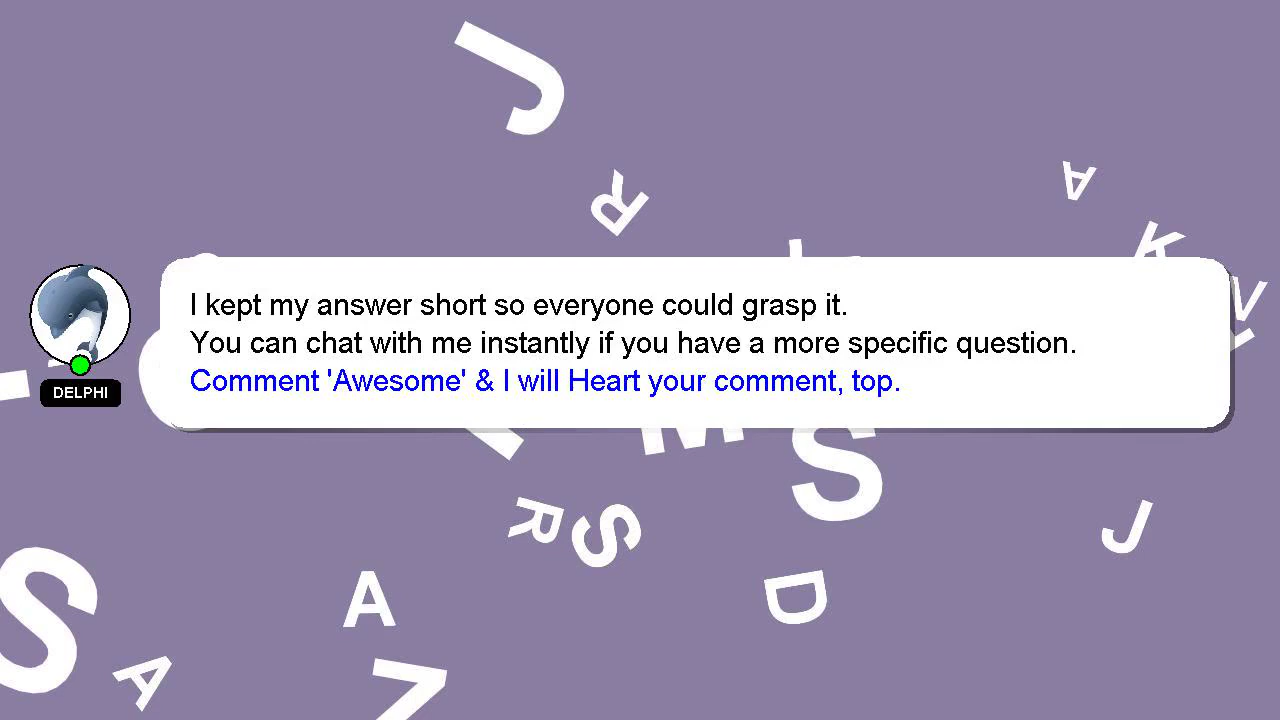 J
R
A
K
I kept my answer short so everyone could grasp it.
You can chat with me instantly if you have a more specific question.
Comment 'Awesome' & I will Heart your comment, top.
DELPHI
M
S
R
S
J
D
A
S
A
Z